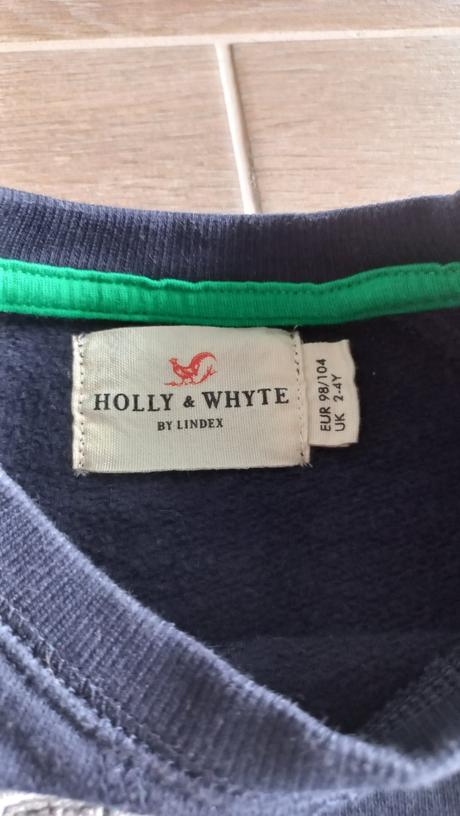 HOLLY & WHYTE
BY LINDEX
EUR 98/104
UK 2-4Y